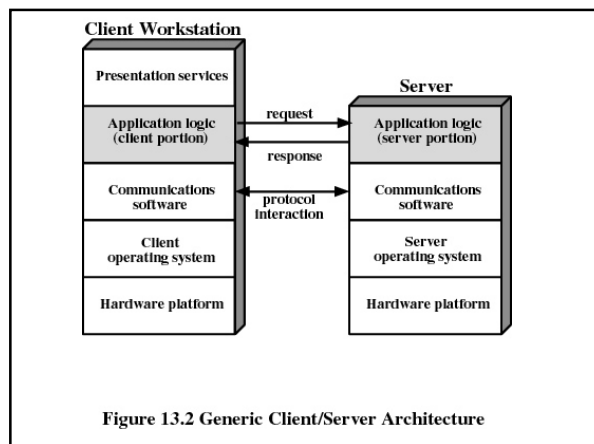 Client Workstation
Presentation services
Application logic
(client portion)
Communications
software
Client
operating system
Hardware platform
request
response
protocol
interaction
Server
Application logic
(server portion)
Communications
software
Server
operating system
Hardware platform
Figure 13.2 Generic Client/Server Architecture